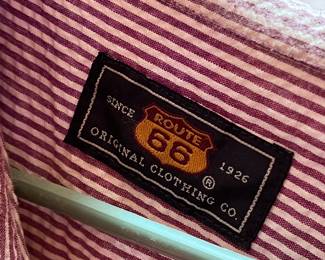 SINCE 1926
ROUTE
66
®
ORIGINAL CLOTHING CO.